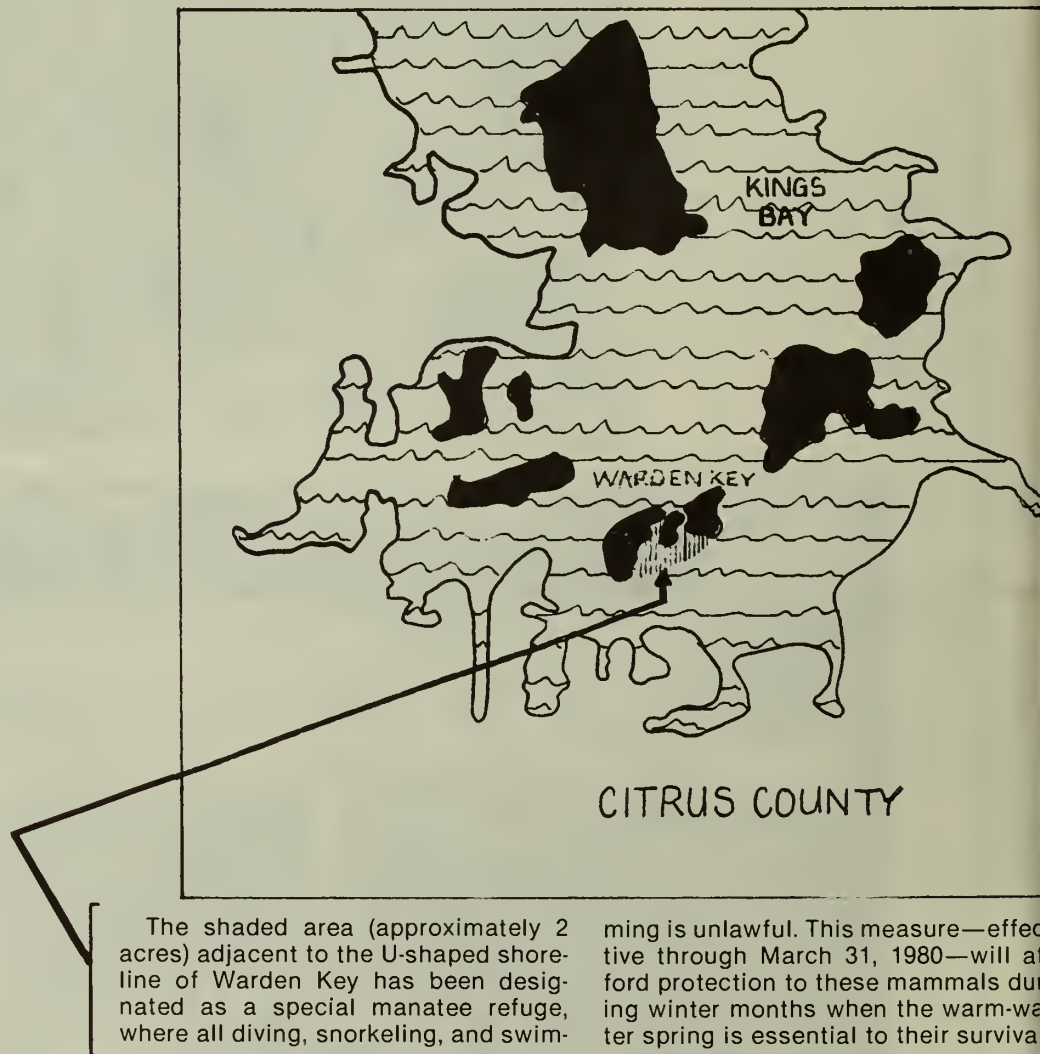 KINGS
BAY
WARDEN KEY
CITRUS COUNTY
The shaded area (approximately 2
acres) adjacent to the U-shaped shore-
line of Warden Key has been desig-
nated as a special manatee refuge,
where all diving, snorkeling, and swim-
ming is unlawful. This measure—effec
tive through March 31, 1980—will af
ford protection to these mammals dur
ing winter months when the warm-wa
ter spring is essential to their surviva